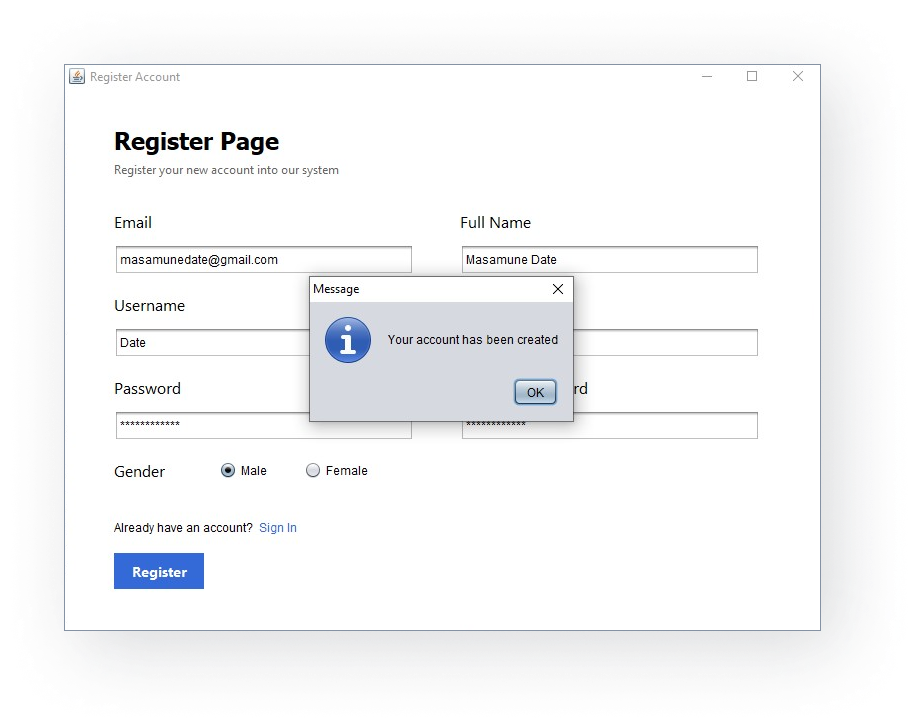 Register Account
Register Page
Register your new account into our system
Email
Full Name
masamunedate@gmail.com
Masamune Date
Message
Username
Your account has been created
Date
OK
Password
rd
************
************
Gender
Male
Female
Already have an account? Sign In
Register